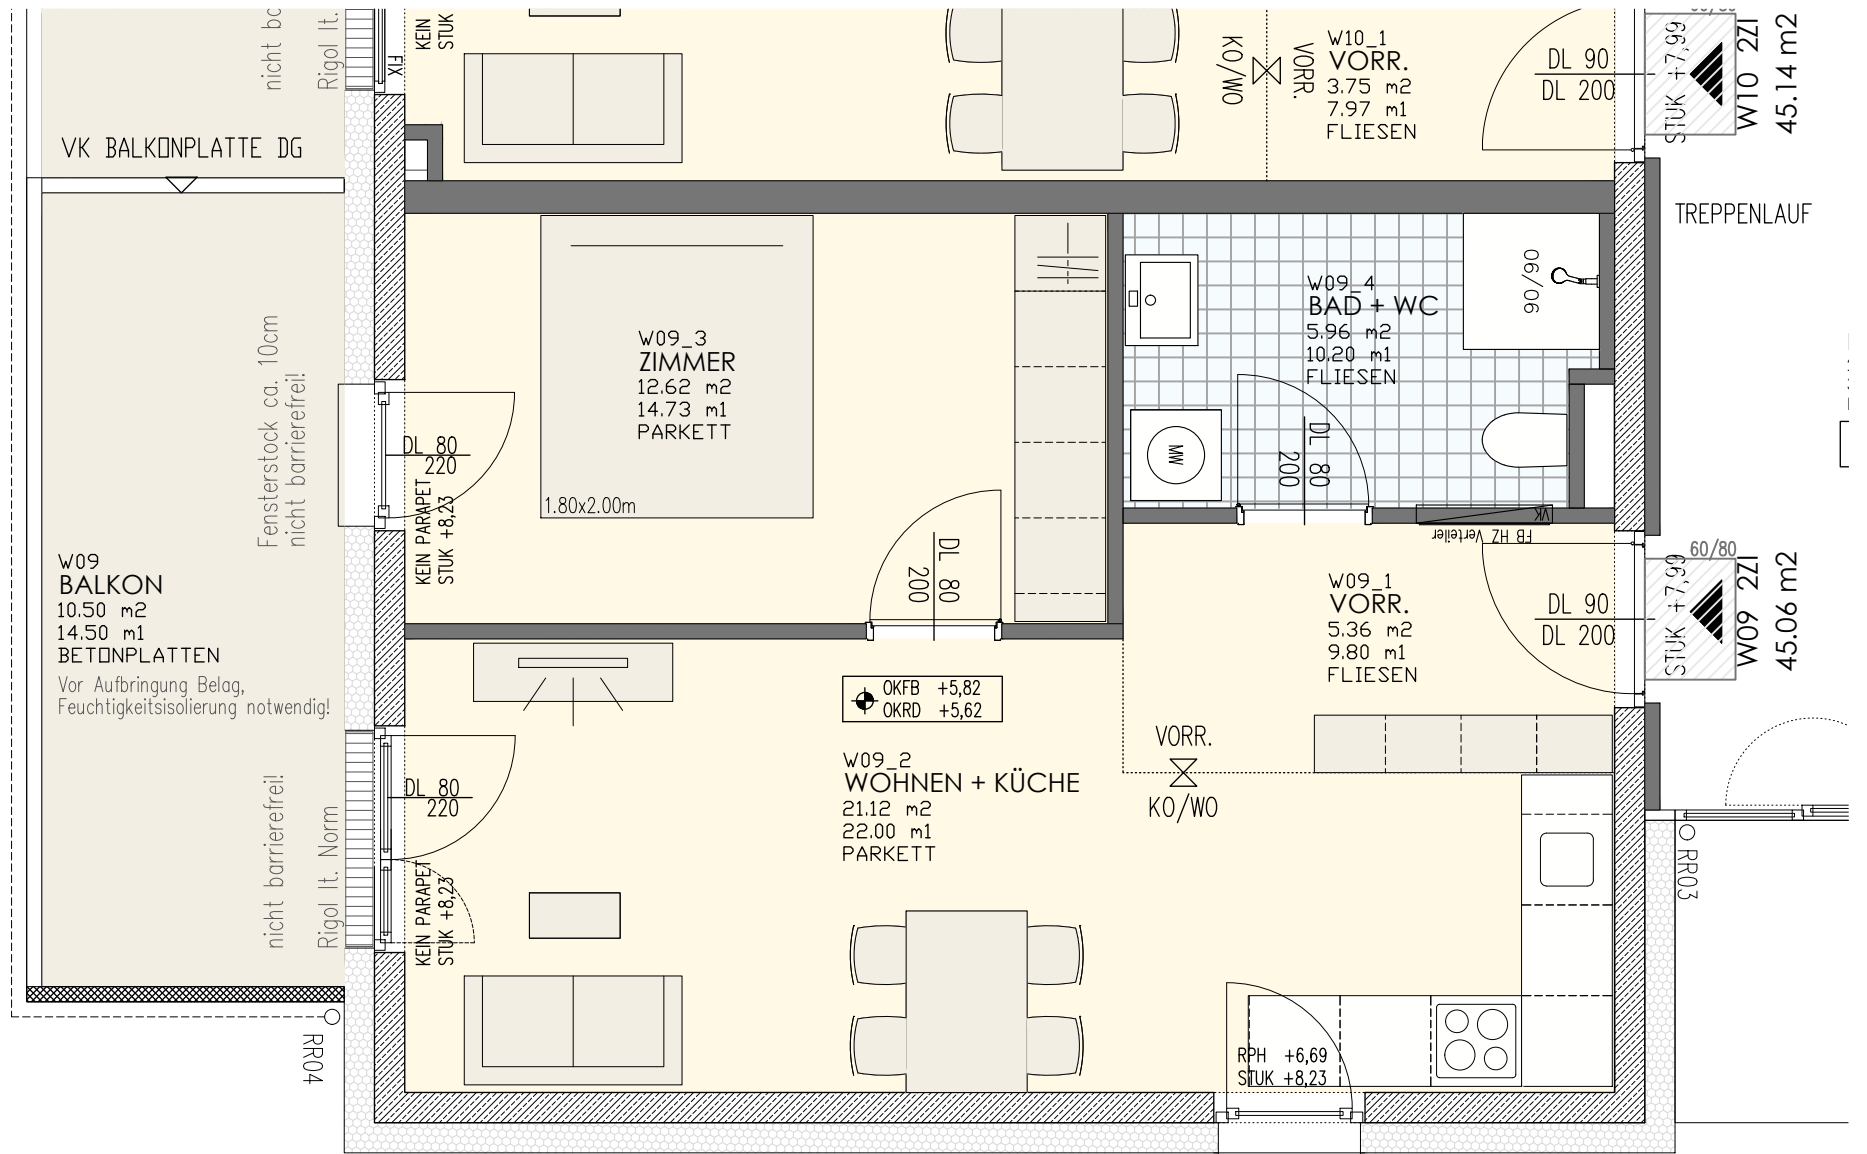 nicht
Rigol lt.
FIX
KEIN
STUK
KO/WO
VORR.
W10_1
VORR.
3.75 m2
7.97 m1
FLIESEN
DL 90
DL 200
STUK +7,99
W10 2ZI
45.14 m2
VK BALKONPLATTE DG
TREPPENLAUF
W09_3
ZIMMER
12.62 m2
14.73 m1
PARKETT
1.80x2.00m
W09_4
BAD + WC
5.96 m2
10.20 m1
FLIESEN
90/90
MW
DL 80
200
VK
FB HZ Verteiler
Fensterstock ca. 10cm
nicht barrierefrei!
DL 80
220
KEIN PARAPET
STUK +8,23
DL 80
200
W09
BALKON
10.50 m2
14.50 m1
BETONPLATTEN
Vor Aufbringung Belag,
Feuchtigkeitsisolierung notwendig!
W09_1
VORR.
5.36 m2
9.80 m1
FLIESEN
DL 90
DL 200
60/80
STUK +7,99
W09 2ZI
45.06 m2
OKFB +5,82
OKRD +5,62
VORR.
KO/WO
W09_2
WOHNEN + KÜCHE
21.12 m2
22.00 m1
PARKETT
nicht barrierefrei!
Rigol lt. Norm
DL 80
220
KEIN PARAPET
STUK +8,23
RPH +6,69
STUK +8,23
RR03
RR04